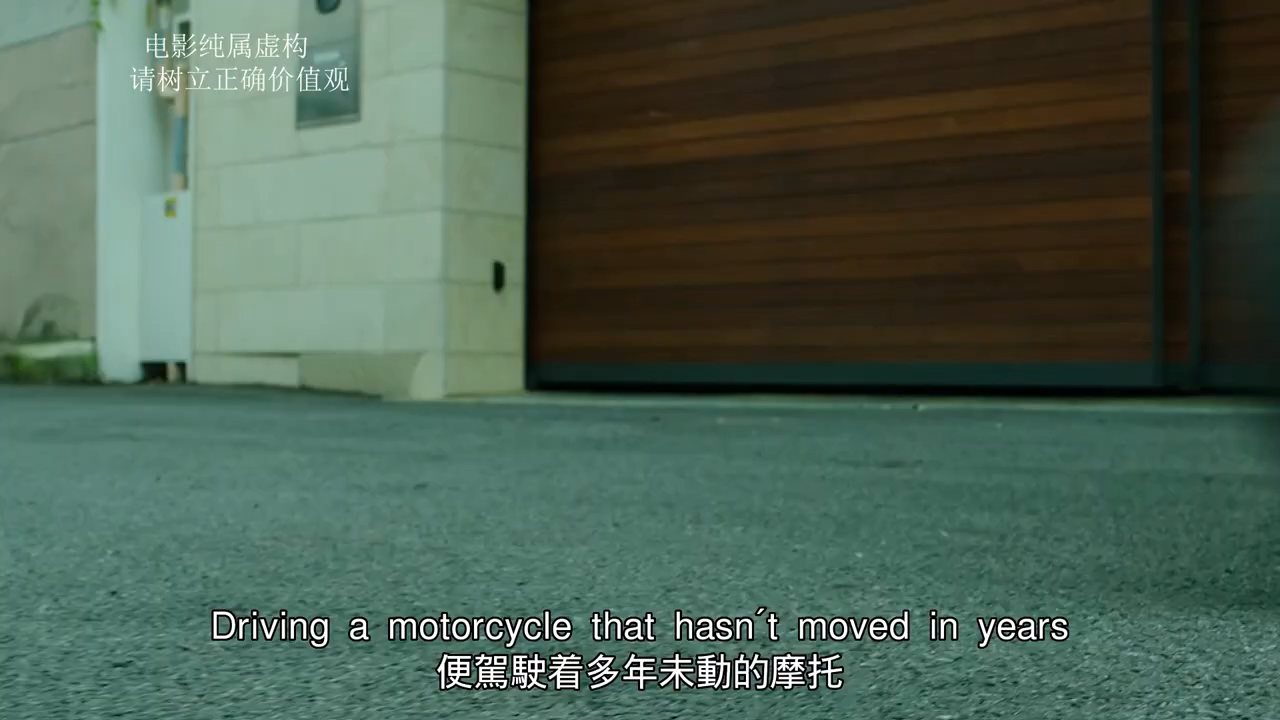 电影纯属虚构
请树立正确价值观
Driving a motorcycle that hasn´t moved in years
便駕駛着多年未動的摩托